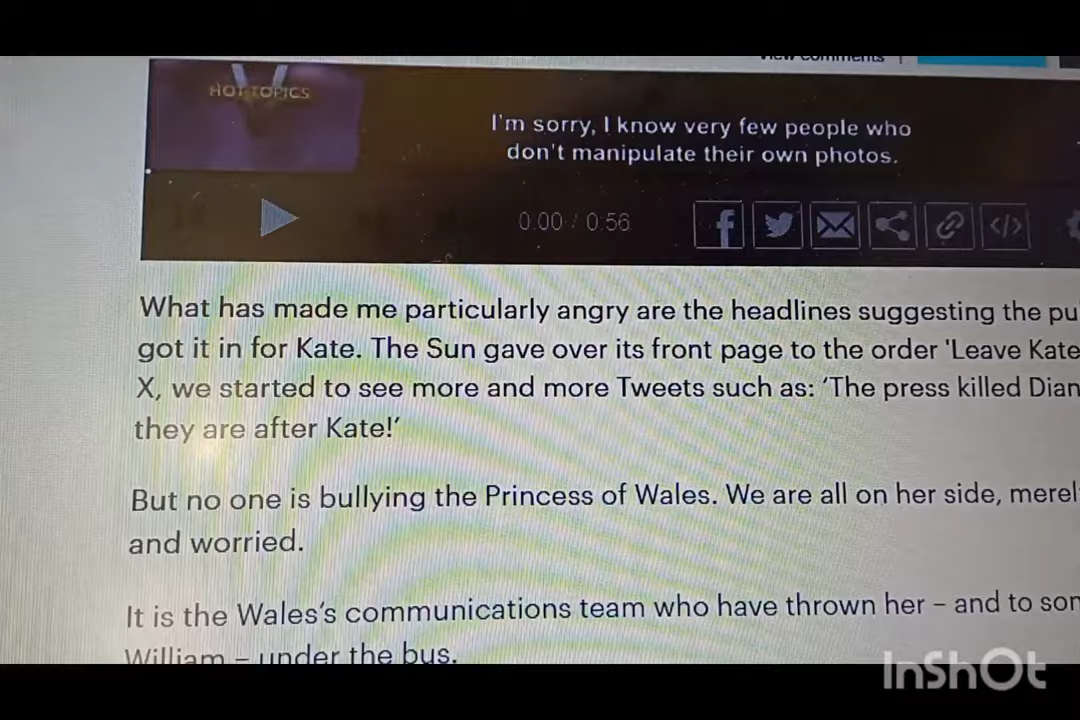 View comments
HOT TOPICS
I'm sorry, I know very few people who
don't manipulate their own photos.
0:00 / 0:56
What has made me particularly angry are the headlines suggesting the pu
got it in for Kate. The Sun gave over its front page to the order 'Leave Kate
X, we started to see more and more Tweets such as: ‘The press killed Dian
they are after Kate!’
But no one is bullying the Princess of Wales. We are all on her side, merel
and worried.
It is the Wales’s communications team who have thrown her – and to som
William – under the bus.
InShOt